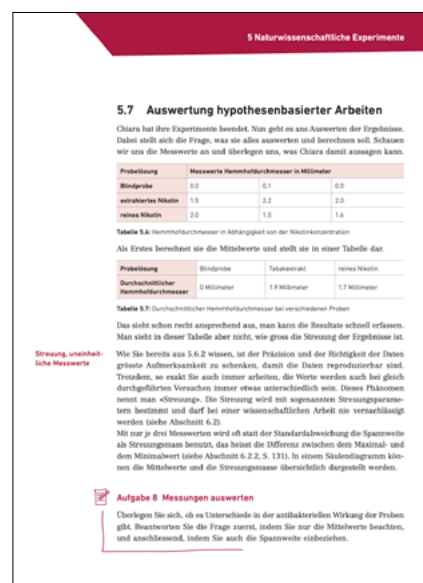 5 Naturwissenschaftliche Experimente
5.7 Auswertung hypothesenbasierter Arbeiten
Chiara hat ihre Experimente beendet. Nun geht es ans Auswerten der Ergebnisse.
Dabei stellt sich die Frage, was sie alles auswerten und berechnen soll. Schauen
wir uns die Messwerte an und überlegen uns, was Chiara damit aussagen kann.
Probelösung Messwerte Hemmhofdurchmesser in Millimeter
Blindprobe 0.0 0.1 0.0
extrahiertes Nikotin 1.5 2.2 2.0
reines Nikotin 2.0 1.5 1.6
Tabelle 5.6: Hemmhofdurchmesser in Abhängigkeit von der Nikotinkonzentration
Als Erstes berechnet sie die Mittelwerte und stellt sie in einer Tabelle dar.
Probelösung Blindprobe Tabakextrakt reines Nikotin
Durchschnittlicher
Hemmhofdurchmesser 0 Millimeter 1.9 Millimeter 1.7 Millimeter
Tabelle 5.7: Durchschnittlicher Hemmhofdurchmesser bei verschiedenen Proben
Das sieht schon recht ansprechend aus, man kann die Resultate schnell erfassen.
Man sieht in dieser Tabelle aber nicht, wie gross die Streuung der Ergebnisse ist.
Streuung, uneinheit-
liche Messwerte
Wie Sie bereits aus 5.6.2 wissen, ist der Präzision und der Richtigkeit der Daten
grösste Aufmerksamkeit zu schenken, damit die Daten reproduzierbar sind.
Trotzdem, so exakt Sie auch immer arbeiten, die Werte werden auch bei gleich
durchgeführten Versuchen immer etwas unterschiedlich sein. Dieses Phänomen
nennt man «Streuung». Die Streuung wird mit sogenannten Streuungsparame-
tern bestimmt und darf bei einer wissenschaftlichen Arbeit nie vernachlässigt
werden (siehe Abschnitt 6.2).
Mit nur je drei Messwerten wird oft statt der Standardabweichung die Spannweite
als Streuungsmass benutzt, das heisst die Differenz zwischen dem Maximal- und
dem Minimalwert (siehe Abschnitt 6.2.2, S. 131). In einem Säulendiagramm kön-
nen die Mittelwerte und die Streuungsmasse übersichtlich dargestellt werden.
Aufgabe 8 Messungen auswerten
Überlegen Sie sich, ob es Unterschiede in der antibakteriellen Wirkung der Proben
gibt. Beantworten Sie die Frage zuerst, indem Sie nur die Mittelwerte beachten,
und anschliessend, indem Sie auch die Spannweite einbeziehen.